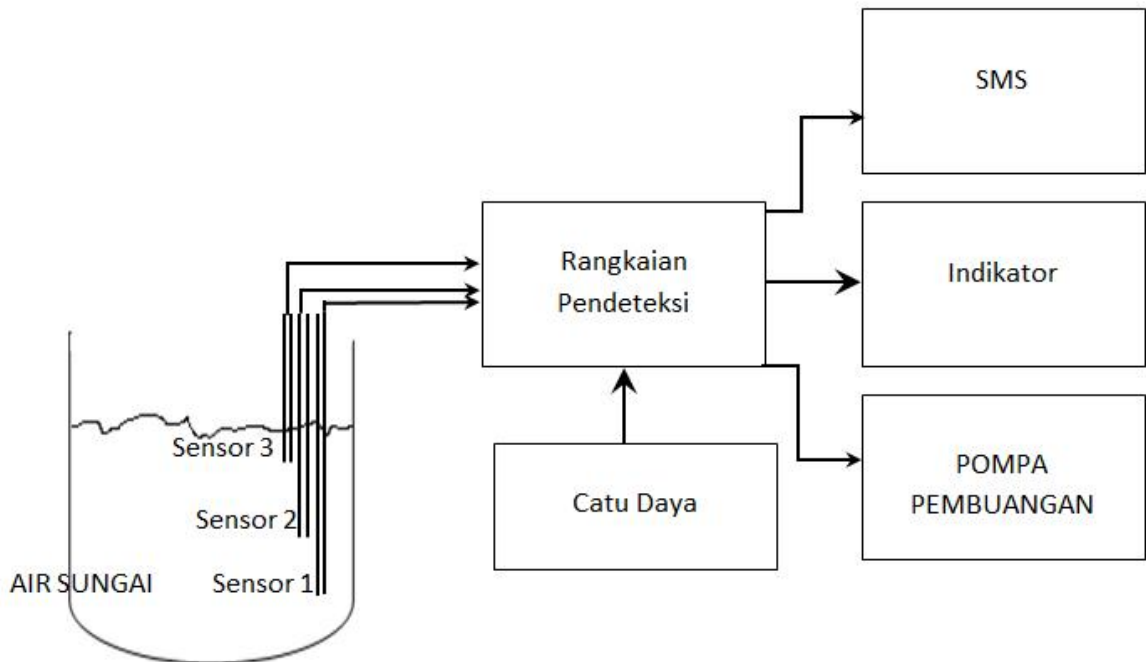 SMS
Rangkaian
Pendeteksi
Indikator
Sensor 3
Sensor 2
AIR SUNGAI
Sensor 1
Catu Daya
POMPA
PEMBUANGAN